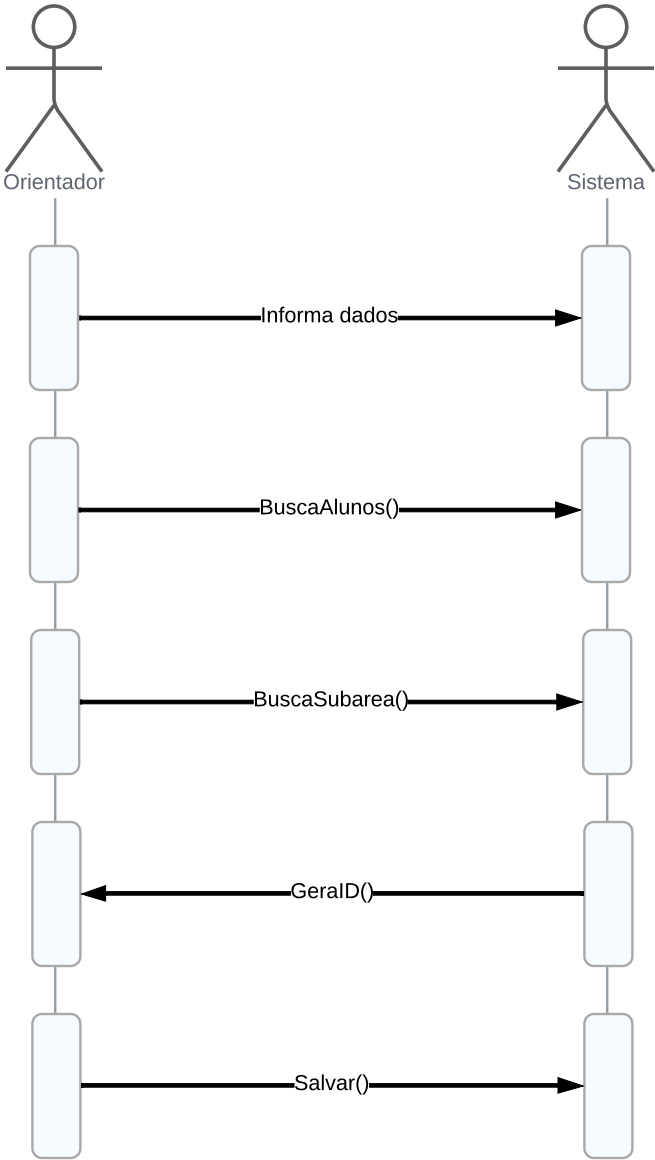 Orientador
Sistema
Informa dados
BuscaAlunos()
BuscaSubarea()
GeraID()
Salvar()